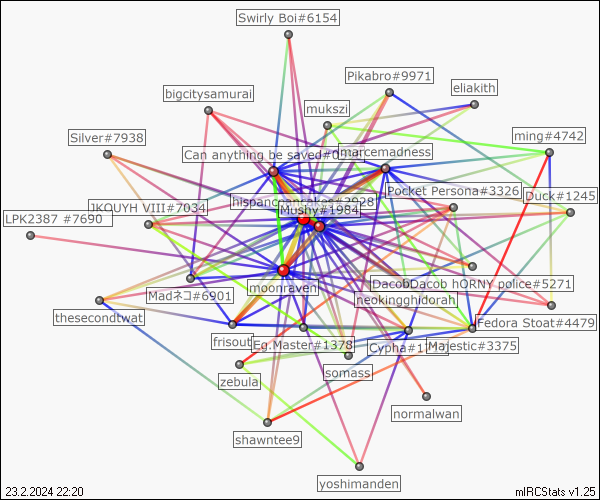 Swirly Boi#6154
Pikabro#9971
eliakith
bigcitysamurai
mukszi
Silver#7938
ming#4742
Can anything be saved#0
marcemadness
Pocket Persona#3326
Duck#1245
JKOUYH VIII#7034
hispancpancakes#3928
Mushy#1984
LPK2387 #7690
DacobDacob hORNY police#5271
moonraven
Madネコ#6901
neokingghidorah
thesecondtwat
Fedora Stoat#4479
frisout
Eg.Master#1378
Cypha#1
Majestic#3375
zebula
somass
normalwan
shawntee9
yoshimanden
23.2.2024 22:20
mIRCStats v1.25